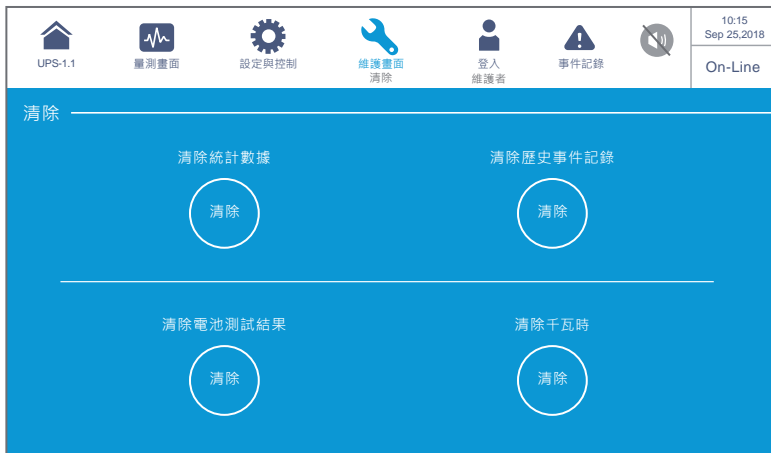 10:15
Sep 25,2018
UPS-1.1
量測畫面
設定與控制
維護畫面
清除
登入
維護者
事件記錄
On-Line
清除
清除統計數據
清除歷史事件記錄
清除
清除
清除電池測試結果
清除千瓦時
清除
清除